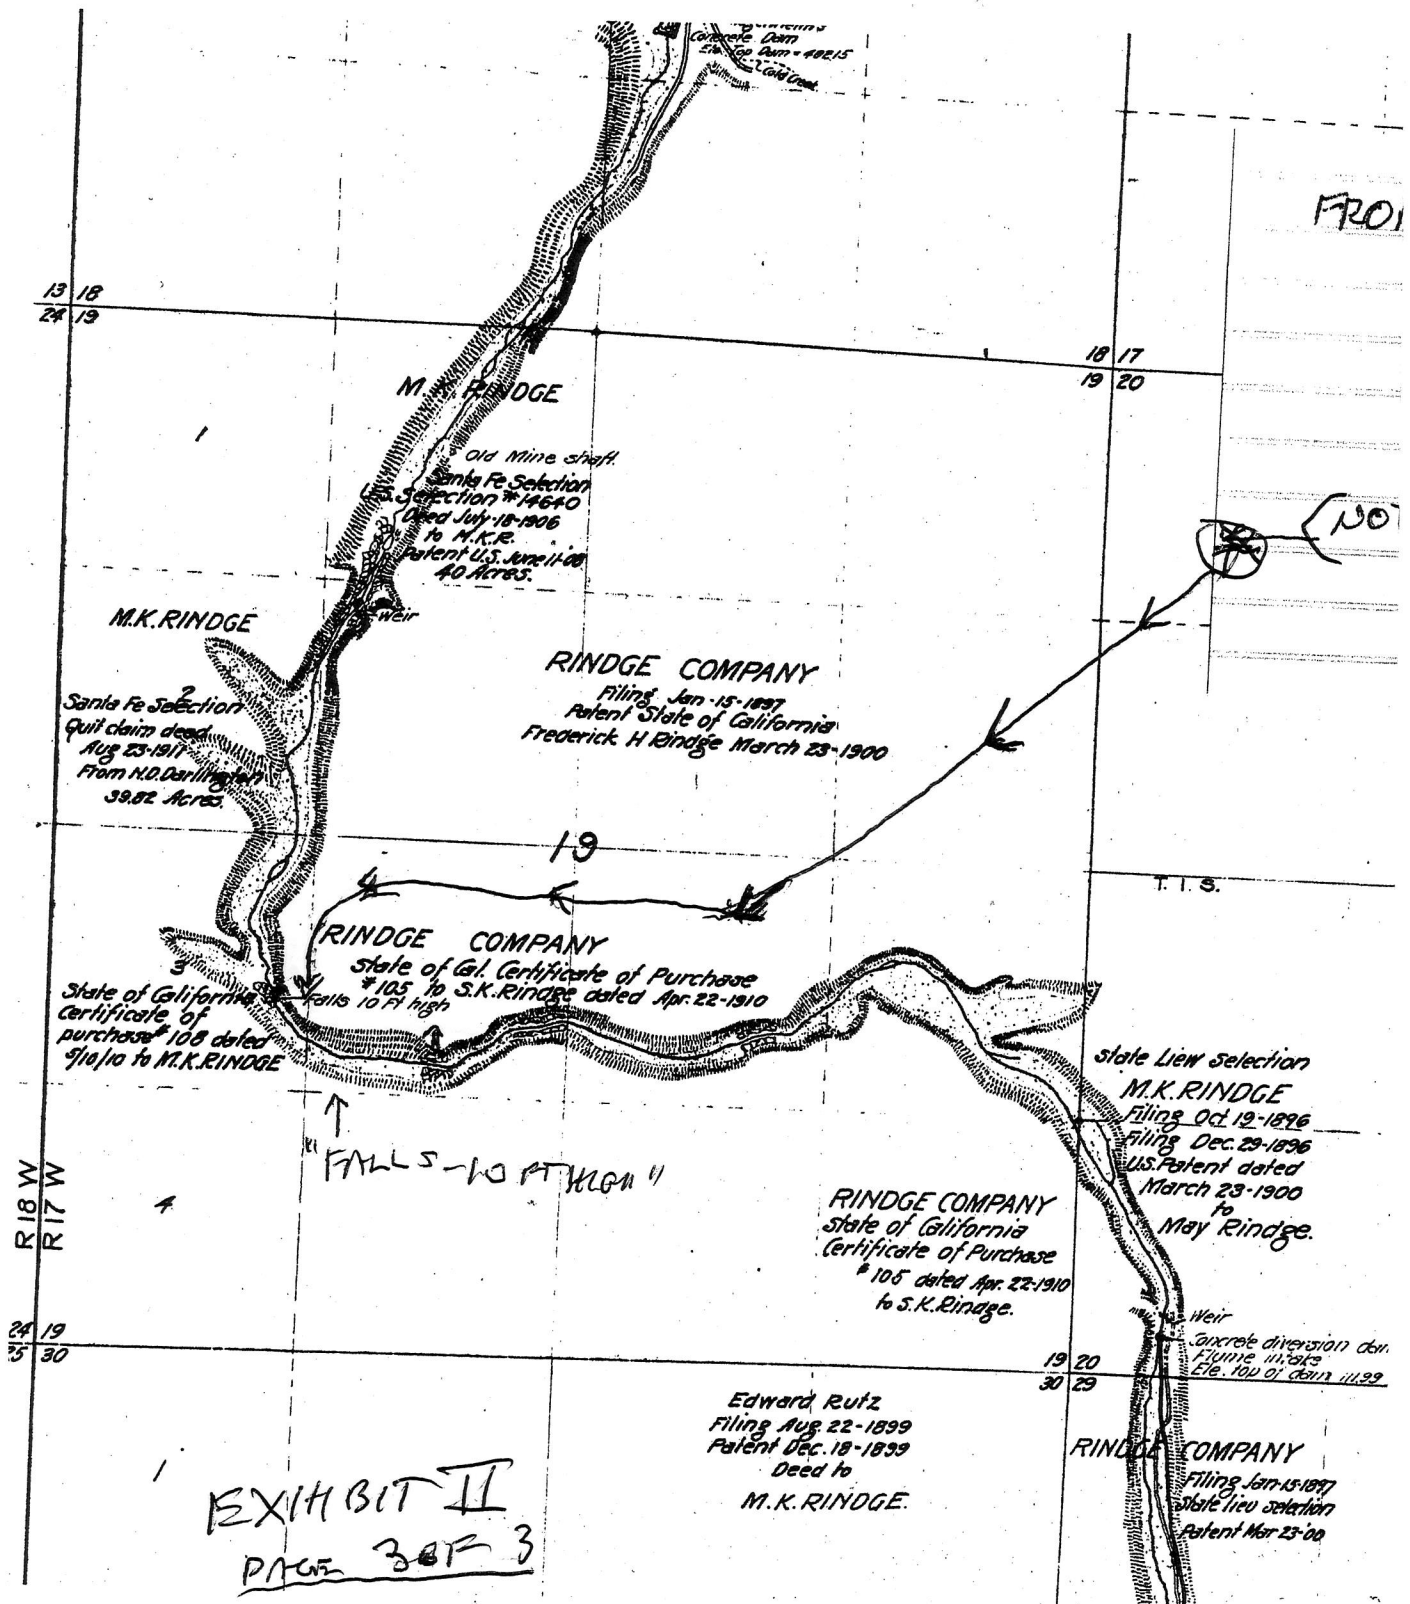 Concrete Dam
Ele. Top Dam = 482.15
Cold Creek
FRO
13 18
24 19
18 17
19 20
M.K. RINDGE
1
Old Mine shaft.
Santa Fe Selection
U.S. Selection #14640
Deed July-18-1906
to M.K.R.
Patent U.S. June 11-08
40 Acres.
NOT
Weir
M.K. RINDGE
2
Santa Fe Selection
Quit claim deed
Aug 23-1917
From N.D. Darlington
39.82 Acres.
RINDGE COMPANY
Filing Jan-15-1897
Patent State of California
Frederick H Rindge March 23-1900
19
T. 1 S.
RINDGE COMPANY
State of Cal. Certificate of Purchase
#105 to S.K. Rindge dated Apr. 22-1910
Falls 10 Ft high
3
State of California
Certificate of
purchase #108 dated
5/10/10 to M.K. RINDGE
"FALLS-10 FT HIGH"
State Liew Selection
M.K. RINDGE
Filing Oct 19-1896
Filing Dec. 29-1896
U.S. Patent dated
March 23-1900
to
May Rindge.
R 18 W
R 17 W
4
RINDGE COMPANY
State of California
Certificate of Purchase
#105 dated Apr. 22-1910
to S.K. Rindge.
Weir
Concrete diversion dam
Flume intake
Ele. top of dam
24 19
25 30
19 20
30 29
Edward Rutz
Filing Aug. 22-1899
Patent Dec. 18-1899
Deed to
M.K. RINDGE.
RINDGE COMPANY
Filing Jan-15-1897
State lieu selection
Patent Mar 23-'00
1
EXIHBIT II
PAGE 3 OF 3